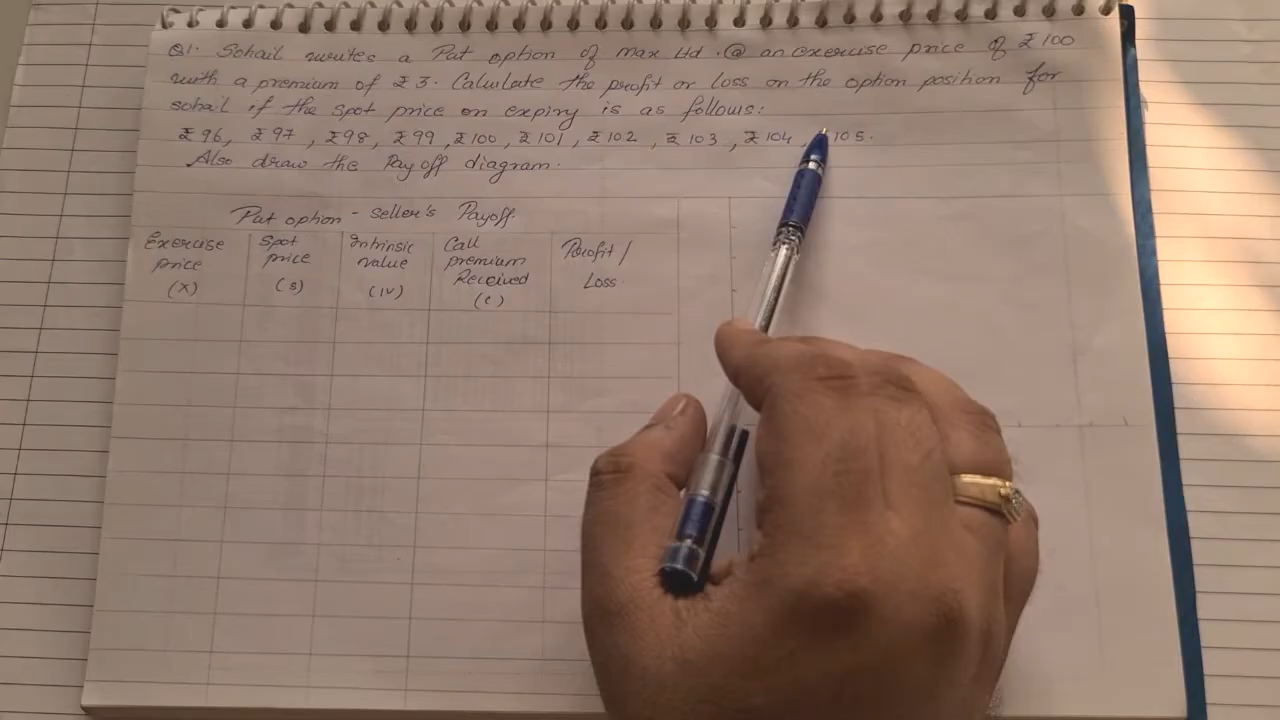 Q1. Sohail writes a Put option of Max Ltd. @ an exercise price of ₹100
with a premium of ₹3. Calculate the profit or loss on the option position for
Sohail if the spot price on expiry is as follows:
₹96, ₹97, ₹98, ₹99, ₹100, ₹101, ₹102, ₹103, ₹104, 105.
Also draw the Pay off diagram.
Put option - seller's Payoff.
Exercise price (X)
Spot price (S)
Intrinsic value (IV)
Call premium Received (C)
Profit / Loss.